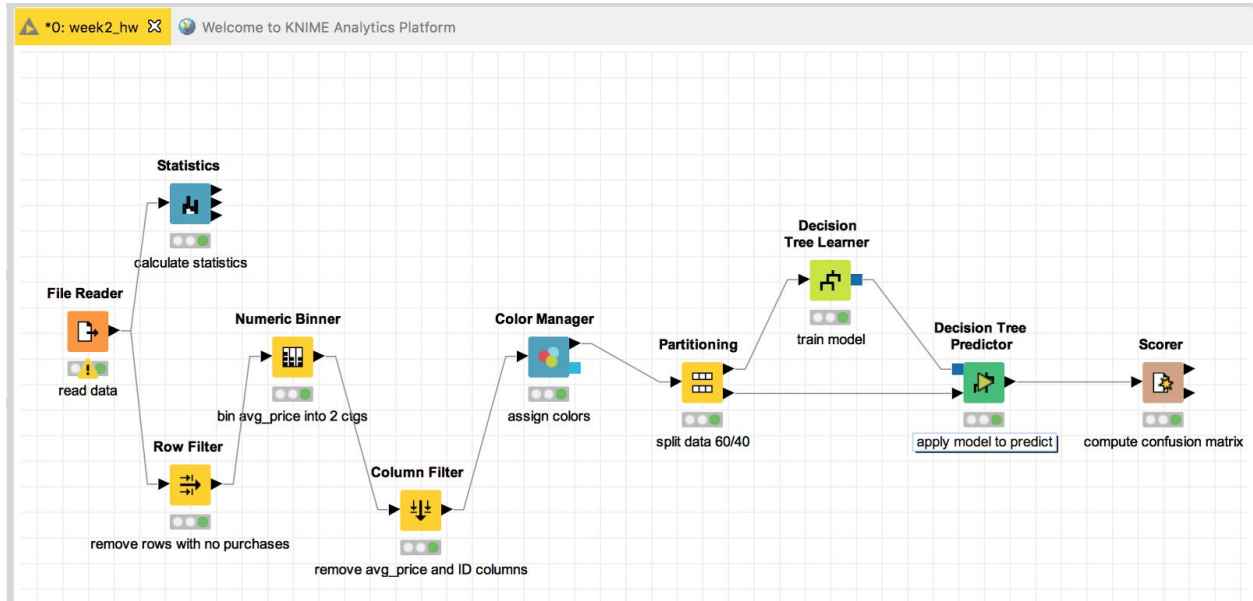 *0: week2_hw
Welcome to KNIME Analytics Platform
Statistics
calculate statistics
File Reader
read data
Row Filter
remove rows with no purchases
Numeric Binner
bin avg_price into 2 ctgs
Column Filter
remove avg_price and ID columns
Color Manager
assign colors
Partitioning
split data 60/40
Decision
Tree Learner
train model
Decision Tree
Predictor
apply model to predict
Scorer
compute confusion matrix